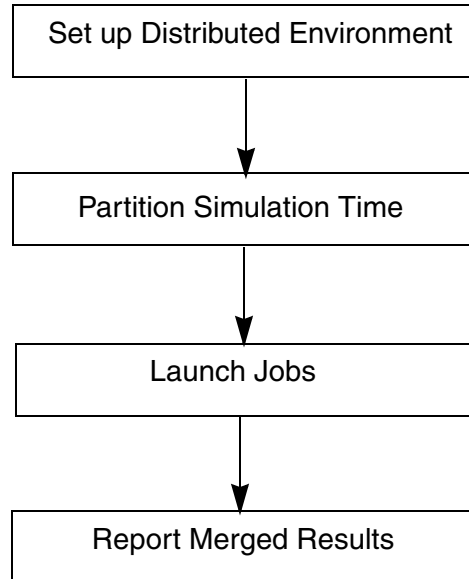 Set up Distributed Environment
Partition Simulation Time
Launch Jobs
Report Merged Results